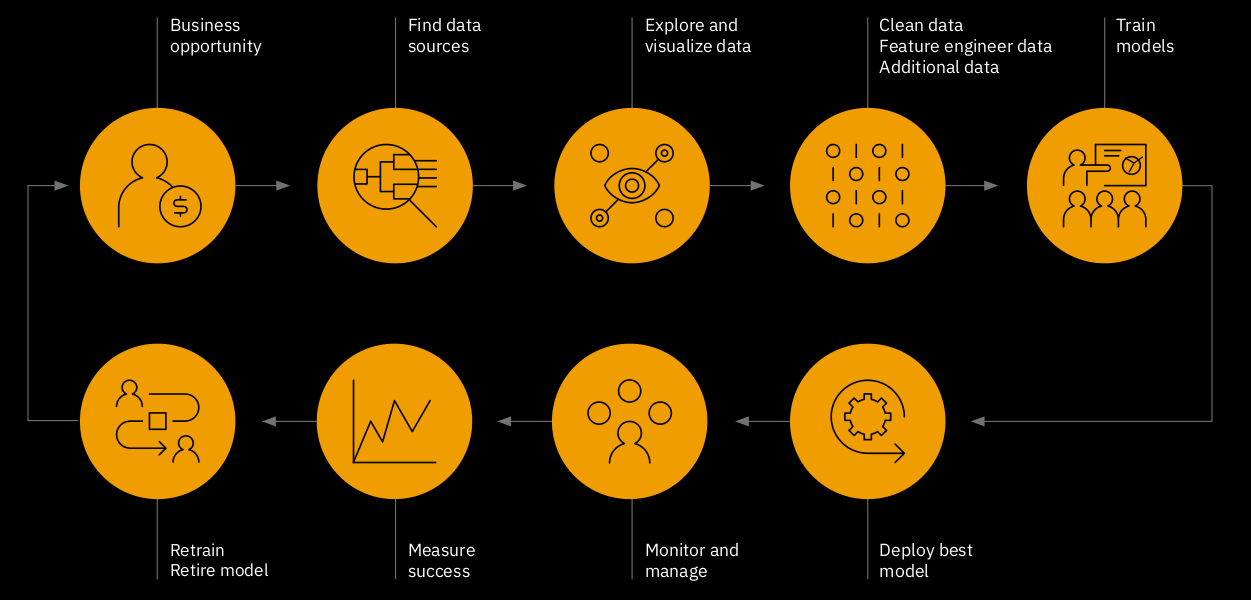 Business
opportunity
Find data
sources
Explore and
visualize data
Clean data
Feature engineer data
Additional data
Train
models
$
Retrain
Retire model
Measure
success
Monitor and
manage
Deploy best
model